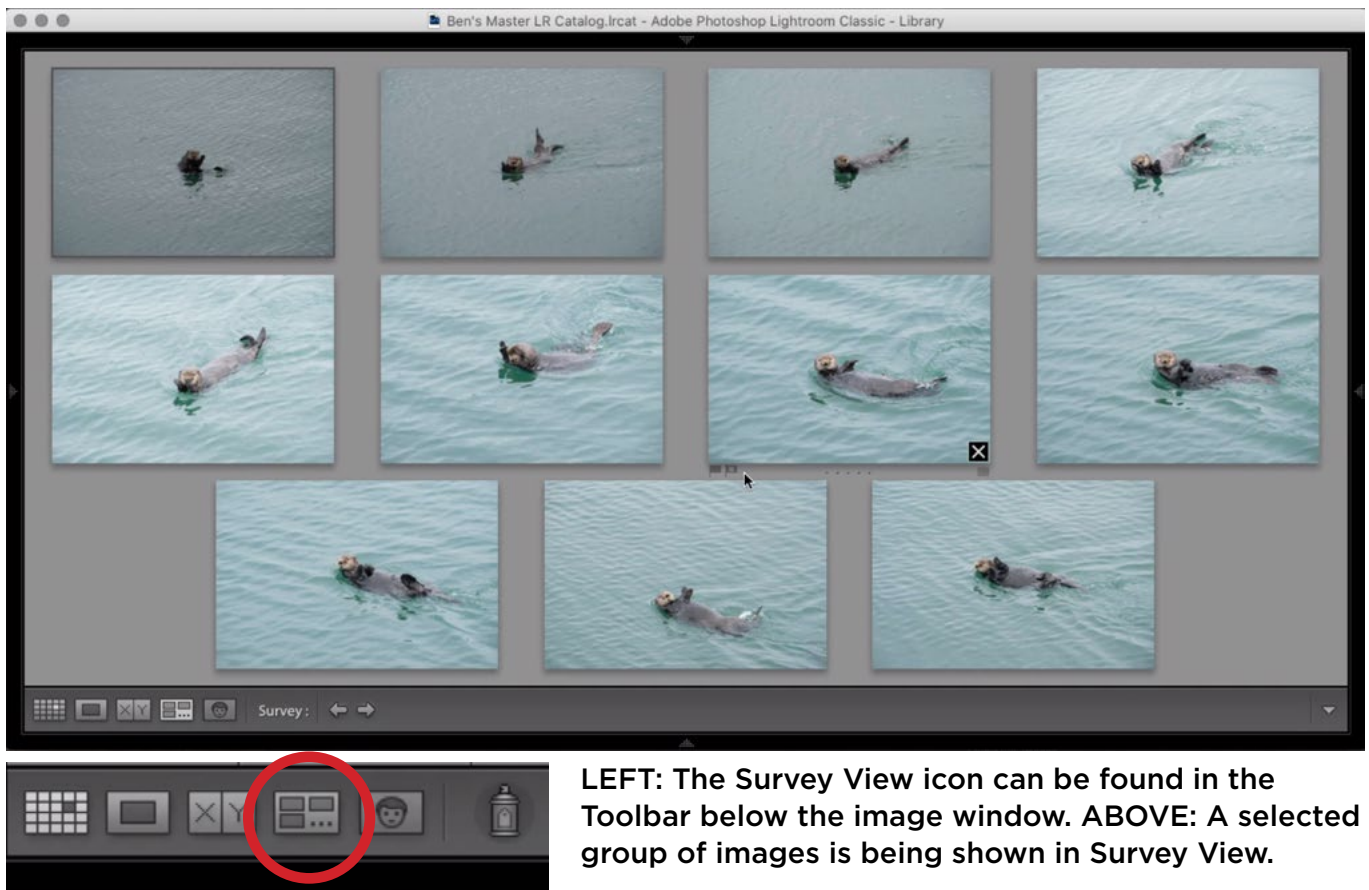 Ben's Master LR Catalog.lrcat - Adobe Photoshop Lightroom Classic - Library
X Y
Survey :
X Y
LEFT: The Survey View icon can be found in the
Toolbar below the image window. ABOVE: A selected
group of images is being shown in Survey View.